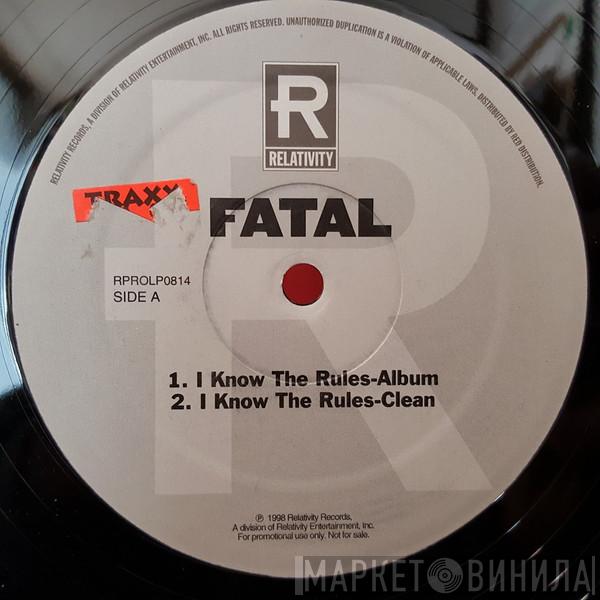 RELATIVITY RECORDS, A DIVISION OF RELATIVITY ENTERTAINMENT, INC. ALL RIGHTS RESERVED. UNAUTHORIZED DUPLICATION IS A VIOLATION OF APPLICABLE LAWS. DISTRIBUTED BY RED DISTRIBUTION.
R
RELATIVITY
TRAXX
FATAL
RPROLP0814
SIDE A
1. I Know The Rules-Album
2. I Know The Rules-Clean
℗ 1998 Relativity Records,
A division of Relativity Entertainment, Inc.
For promotional use only. Not for sale.
МАРКЕТ ВИНИЛА